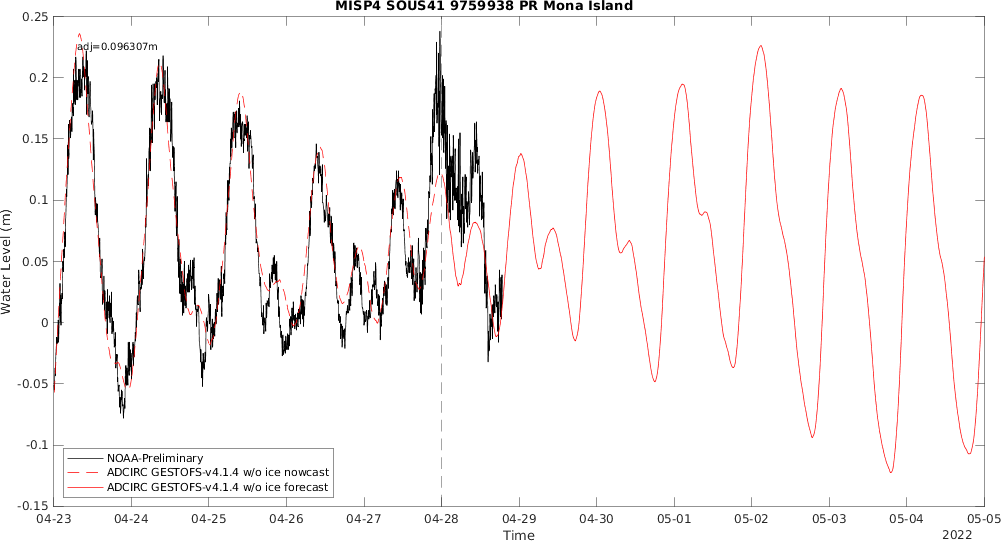 MISP4 SOUS41 9759938 PR Mona Island
adj=0.096307m
Water Level (m)
0.25
0.2
0.15
0.1
0.05
0
-0.05
-0.1
-0.15
NOAA-Preliminary
ADCIRC GESTOFS-v4.1.4 w/o ice nowcast
ADCIRC GESTOFS-v4.1.4 w/o ice forecast
04-23 04-24 04-25 04-26 04-27 04-28 04-29 04-30 05-01 05-02 05-03 05-04 05-05
Time
2022